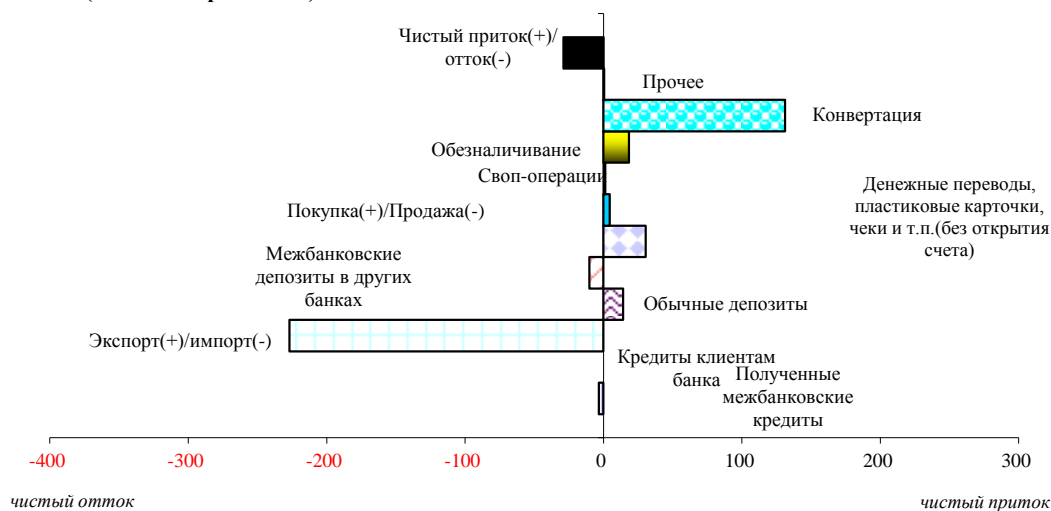 Чистый приток(+)/
отток(-)
Прочее
Конвертация
Обезналичивание
Своп-операции
Покупка(+)/Продажа(-)
Денежные переводы,
пластиковые карточки,
чеки и т.п.(без открытия
счета)
Межбанковские
депозиты в других
банках
Обычные депозиты
Экспорт(+)/импорт(-)
Кредиты клиентам
банка
Полученные
межбанковские
кредиты
-400 -300 -200 -100 0 100 200 300
чистый отток чистый приток